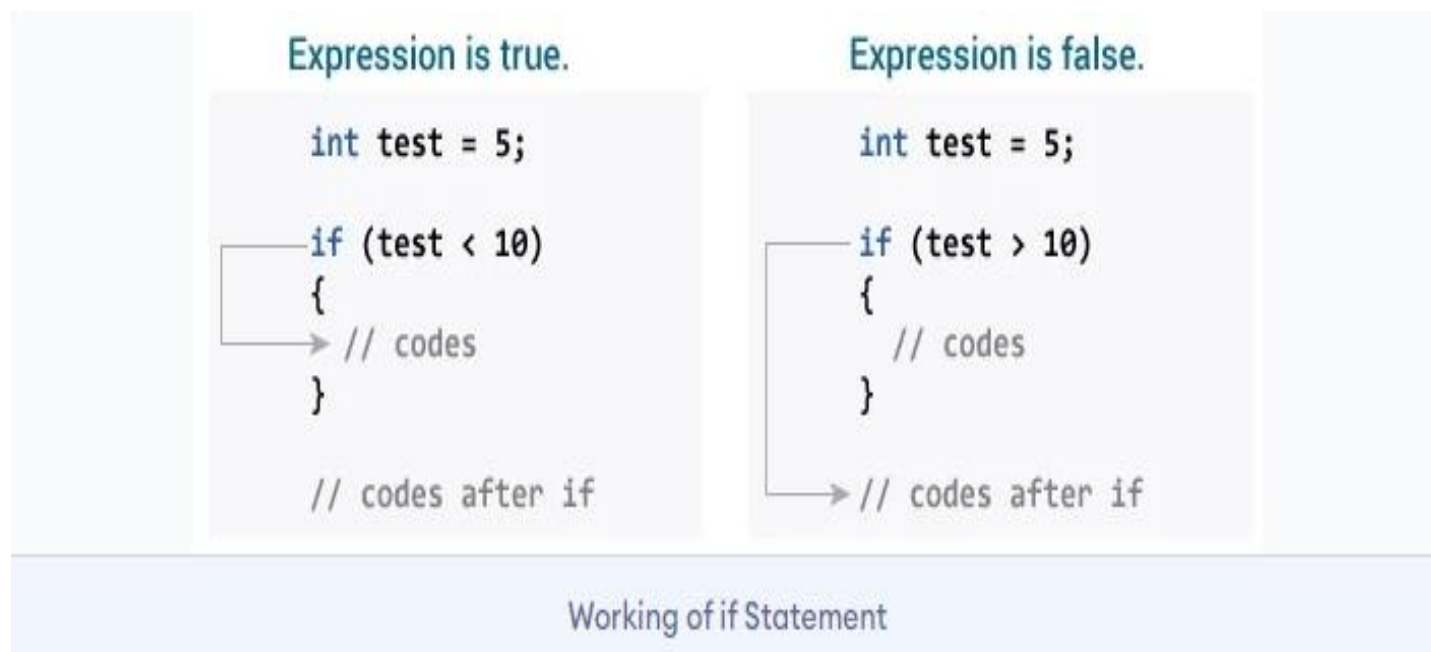 Expression is true.
int test = 5;
if (test < 10)
{
// codes
}
// codes after if
Expression is false.
int test = 5;
if (test > 10)
{
// codes
}
// codes after if
Working of if Statement